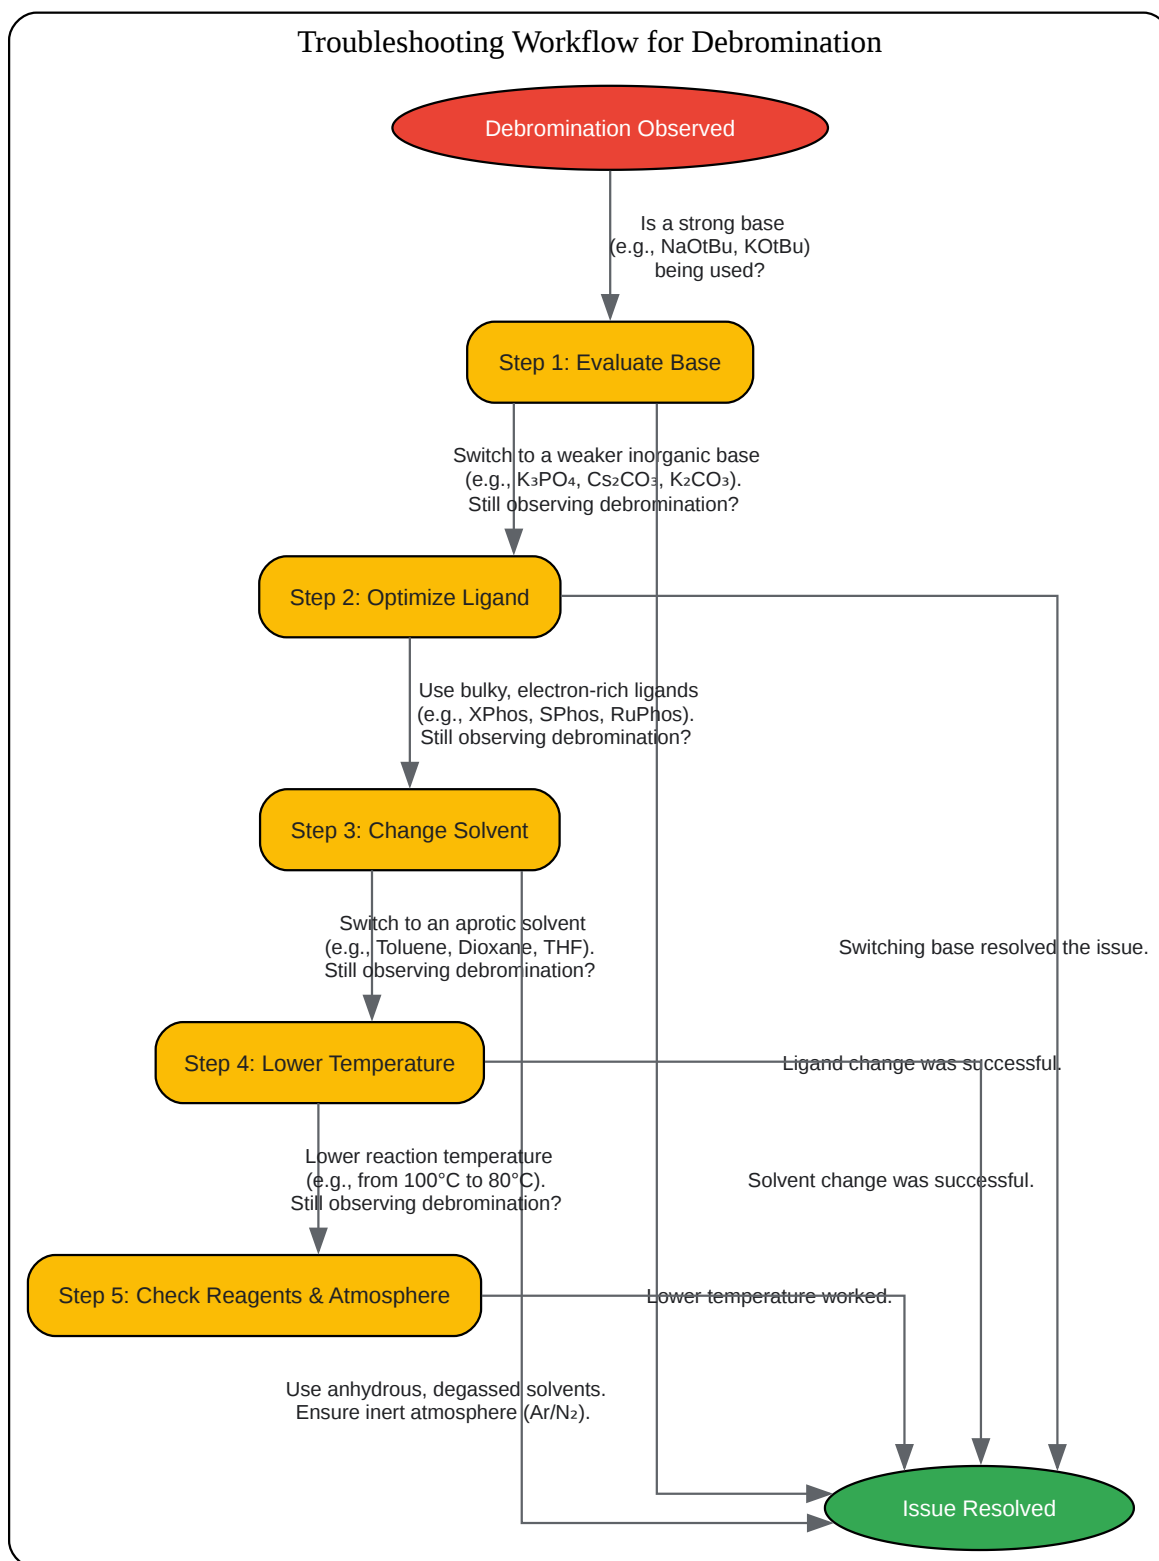 Troubleshooting Workflow for Debromination
Debromination Observed
Is a strong base
(e.g., NaOtBu, KOtBu)
being used?
Step 1: Evaluate Base
Switch to a weaker inorganic base
(e.g., K₃PO₄, Cs₂CO₃, K₂CO₃).
Still observing debromination?
Step 2: Optimize Ligand
Use bulky, electron-rich ligands
(e.g., XPhos, SPhos, RuPhos).
Still observing debromination?
Step 3: Change Solvent
Switch to an aprotic solvent
(e.g., Toluene, Dioxane, THF).
Still observing debromination?
Switching base resolved the issue.
Step 4: Lower Temperature
Ligand change was successful.
Lower reaction temperature
(e.g., from 100°C to 80°C).
Still observing debromination?
Solvent change was successful.
Step 5: Check Reagents & Atmosphere
Lower temperature worked.
Use anhydrous, degassed solvents.
Ensure inert atmosphere (Ar/N₂).
Issue Resolved